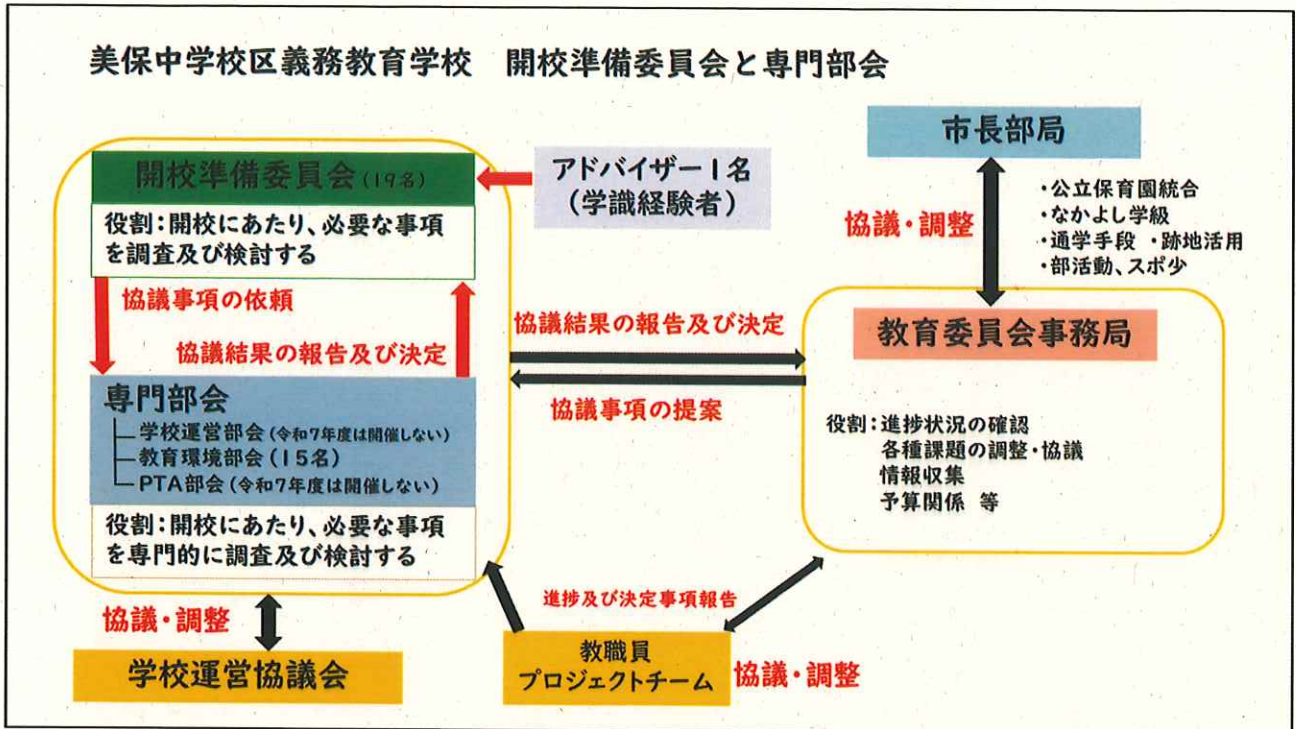 美保中学校区義務教育学校　開校準備委員会と専門部会
開校準備委員会(19名)
役割:開校にあたり、必要な事項
を調査及び検討する
アドバイザー1名
(学識経験者)
協議事項の依頼
協議結果の報告及び決定
専門部会
学校運営部会(令和7年度は開催しない)
教育環境部会(15名)
PTA部会(令和7年度は開催しない)
役割:開校にあたり、必要な事項
を専門的に調査及び検討する
協議・調整
学校運営協議会
協議結果の報告及び決定
協議事項の提案
進捗及び決定事項報告
教職員
プロジェクトチーム
協議・調整
市長部局
協議・調整
・公立保育園統合
・なかよし学級
・通学手段 ・跡地活用
・部活動、スポ少
教育委員会事務局
役割:進捗状況の確認
各種課題の調整・協議
情報収集
予算関係 等